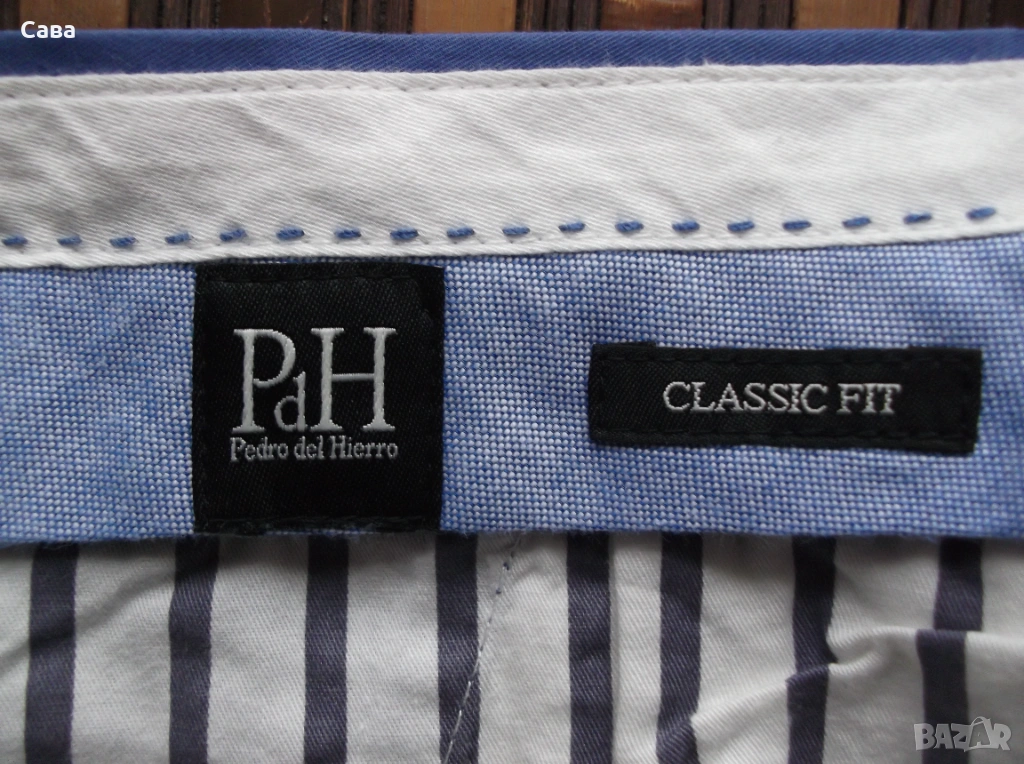 Сава
PdH
Pedro del Hierro
CLASSIC FIT
BAZAR